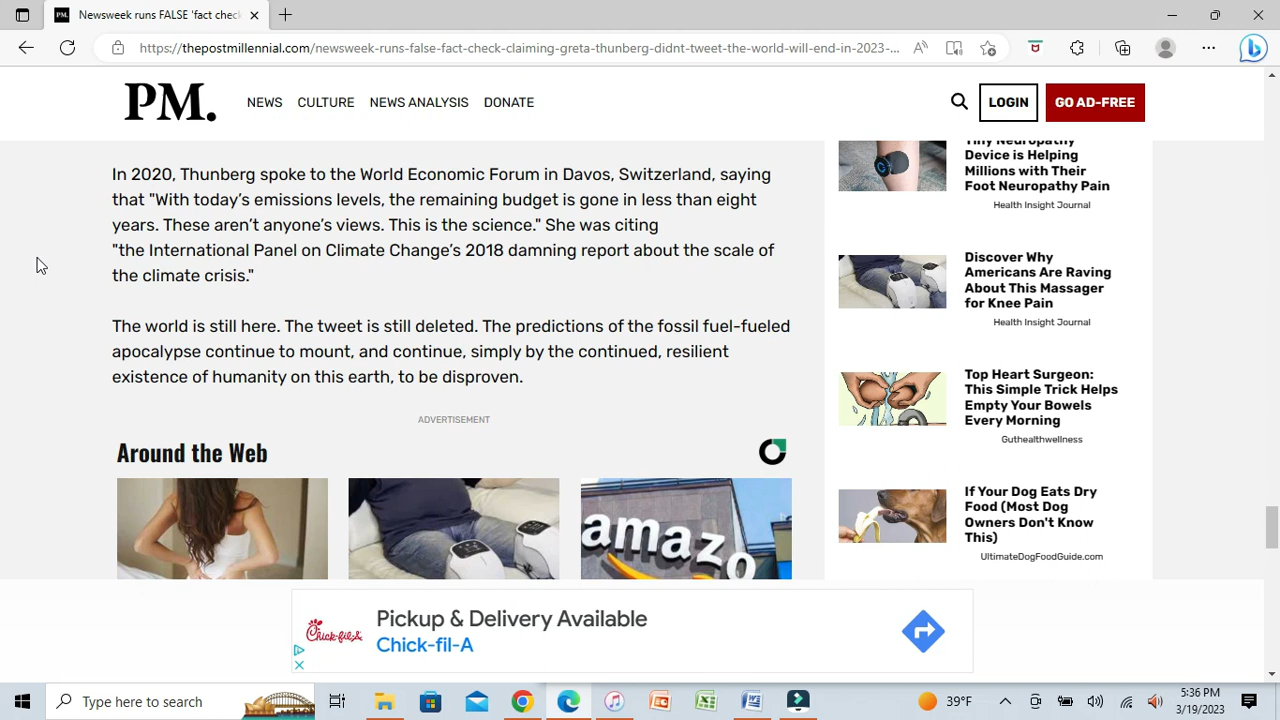 Newsweek runs FALSE fact check
https://thepostmillennial.com/newsweek-runs-false-fact-check-claiming-greta-thunberg-didnt-tweet-the-world-will-end-in-2023-...
PM.
NEWS CULTURE NEWS ANALYSIS DONATE
LOGIN
GO AD-FREE
In 2020, Thunberg spoke to the World Economic Forum in Davos, Switzerland, saying
that "With today's emissions levels, the remaining budget is gone in less than eight
years. These aren't anyone's views. This is the science." She was citing
"the International Panel on Climate Change's 2018 damning report about the scale of
the climate crisis."
The world is still here. The tweet is still deleted. The predictions of the fossil fuel-fueled
apocalypse continue to mount, and continue, simply by the continued, resilient
existence of humanity on this earth, to be disproven.
ADVERTISEMENT
Around the Web
amazo
Tiny Neuropathy
Device is Helping
Millions with Their
Foot Neuropathy Pain
Health Insight Journal
Discover Why
Americans Are Raving
About This Massager
for Knee Pain
Health Insight Journal
Top Heart Surgeon:
This Simple Trick Helps
Empty Your Bowels
Every Morning
Guthealthwellness
If Your Dog Eats Dry
Food (Most Dog
Owners Don't Know
This)
UltimateDogFoodGuide.com
Chick-fil-A
Pickup & Delivery Available
Chick-fil-A
Type here to search
39°F
5:36 PM
3/19/2023